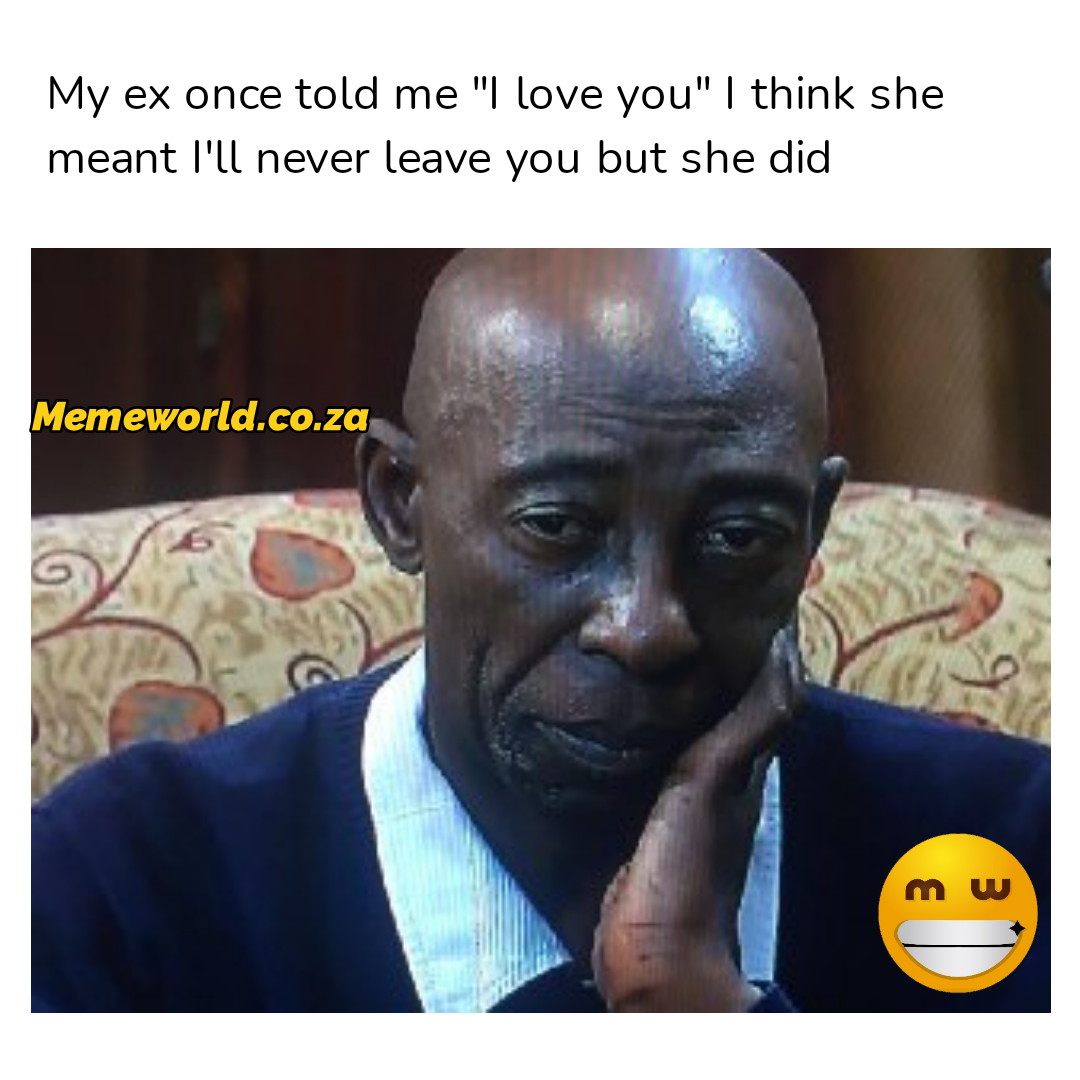 My ex once told me "I love you" I think she
meant I'll never leave you but she did
Memeworld.co.za
m w